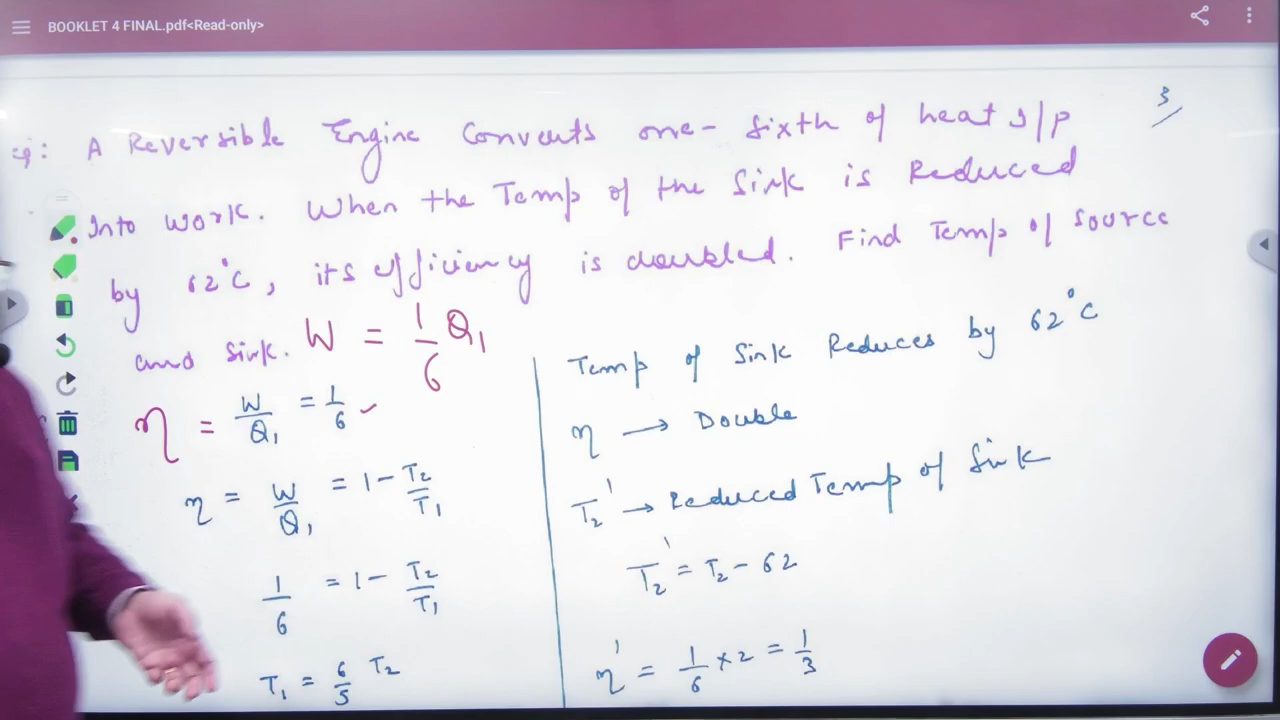 BOOKLET 4 FINAL.pdf<Read-only>
3
eg: A Reversible Engine Converts one-sixth of heat I/p
Into work. When the Temp of the Sink is Reduced
by 62°C, its efficiency is doubled. Find Temp of source
and sink.
W = 1/6 Q₁
η = W/Q₁ = 1/6 ✓
η = W/Q₁ = 1 - T₂/T₁
1/6 = 1 - T₂/T₁
T₁ = 6/5 T₂
Temp of Sink Reduces by 62°C
η → Double
T₂' → Reduced Temp of Sink
T₂' = T₂ - 62
η' = 1/6 × 2 = 1/3